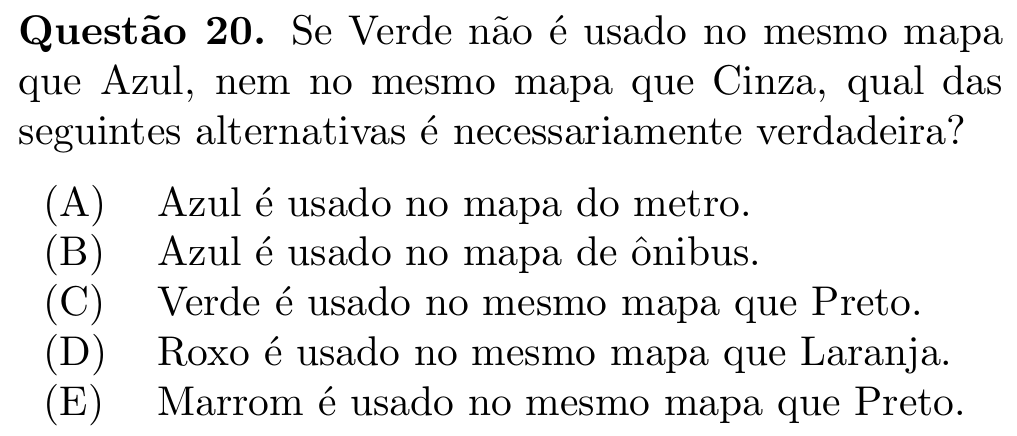 Questão 20. Se Verde não é usado no mesmo mapa
que Azul, nem no mesmo mapa que Cinza, qual das
seguintes alternativas é necessariamente verdadeira?
(A) Azul é usado no mapa do metro.
(B) Azul é usado no mapa de ônibus.
(C) Verde é usado no mesmo mapa que Preto.
(D) Roxo é usado no mesmo mapa que Laranja.
(E) Marrom é usado no mesmo mapa que Preto.